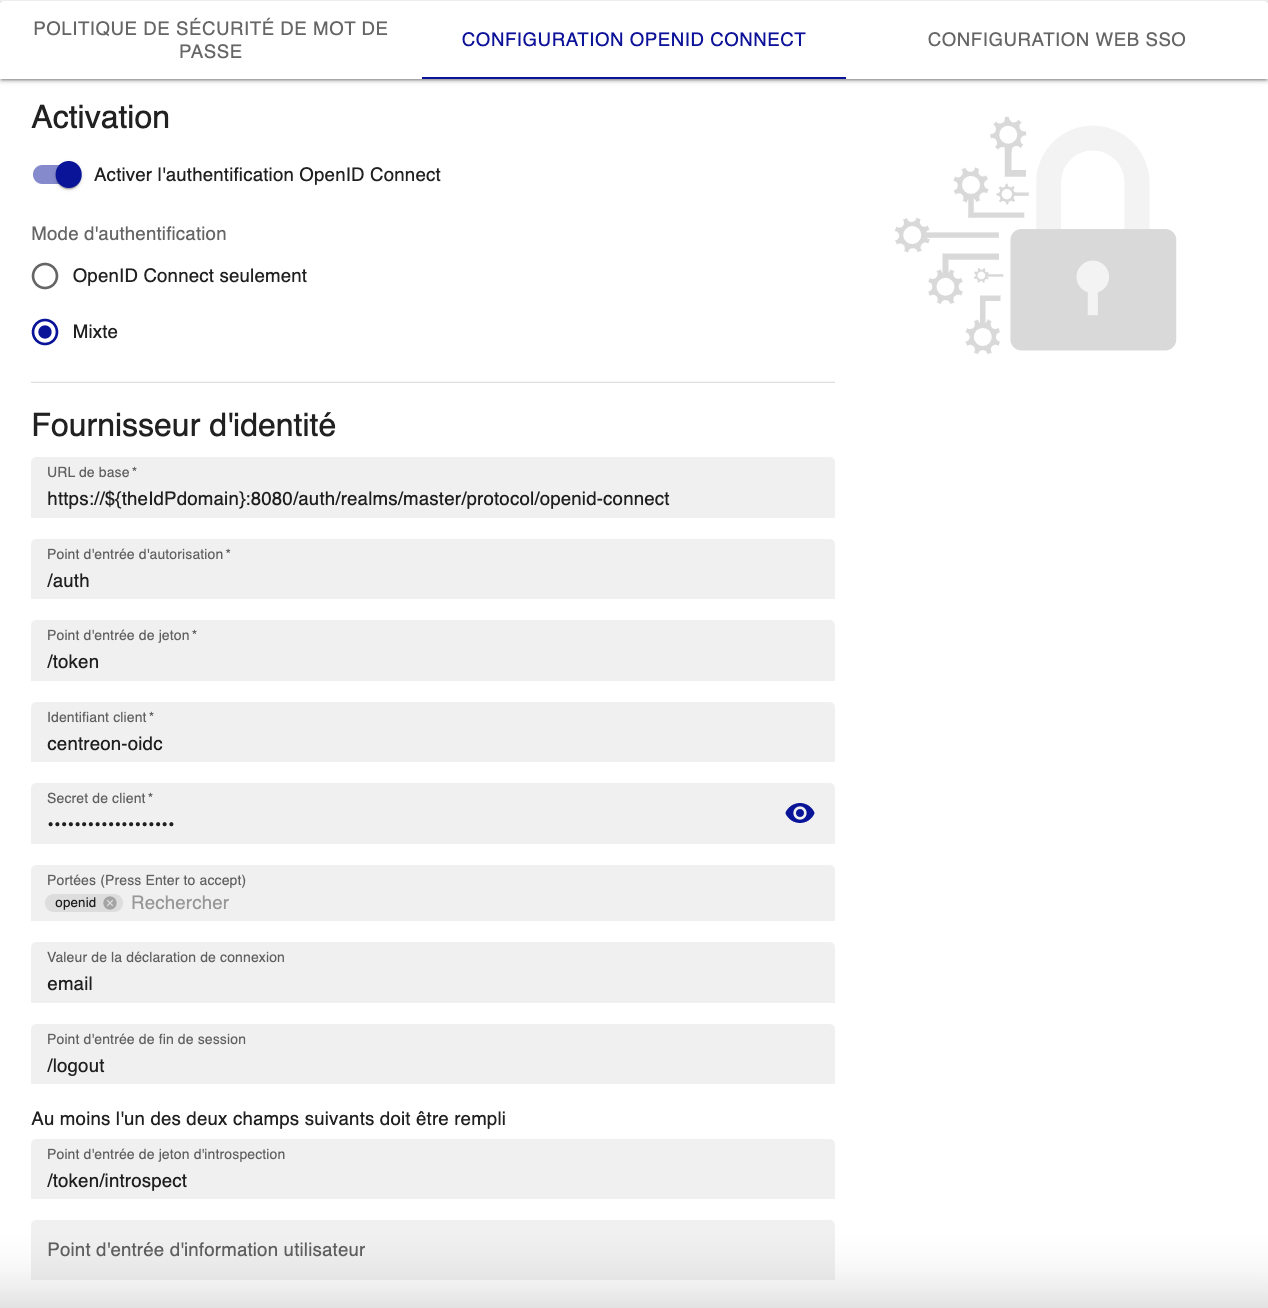 POLITIQUE DE SÉCURITÉ DE MOT DE
PASSE
CONFIGURATION OPENID CONNECT
CONFIGURATION WEB SSO
Activation
Activer l'authentification OpenID Connect
Mode d'authentification
OpenID Connect seulement
Mixte
Fournisseur d'identité
URL de base *
https://${theIdPdomain}:8080/auth/realms/master/protocol/openid-connect
Point d'entrée d'autorisation *
/auth
Point d'entrée de jeton *
/token
Identifiant client *
centreon-oidc
Secret de client *
•••••••••••••••••••
Portées (Press Enter to accept)
openid Rechercher
Valeur de la déclaration de connexion
email
Point d'entrée de fin de session
/logout
Au moins l'un des deux champs suivants doit être rempli
Point d'entrée de jeton d'introspection
/token/introspect
Point d'entrée d'information utilisateur